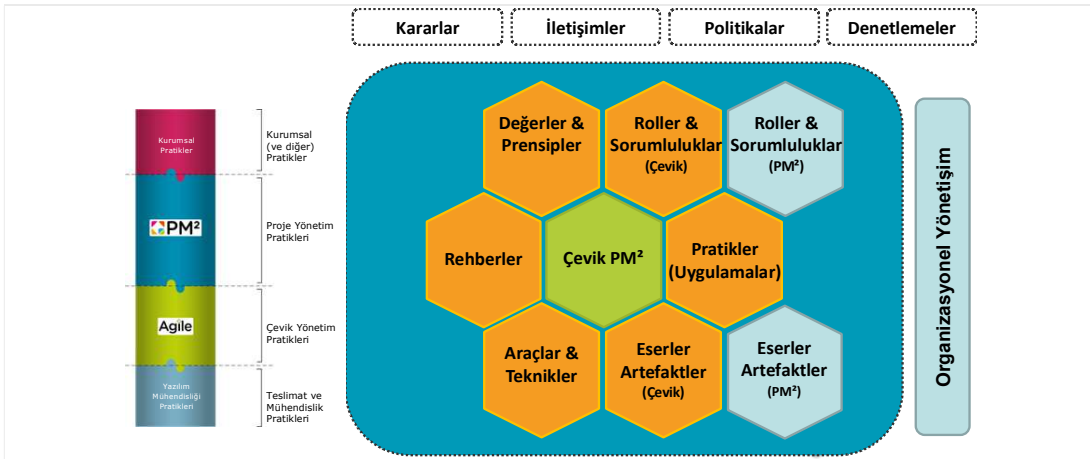 Kararlar
İletişimler
Politikalar
Denetlemeler
Kurumsal
Pratikler
PM²
Agile
Yazılım
Mühendisliği
Pratikleri
Kurumsal
(ve diğer)
Pratikler
Proje Yönetim
Pratikleri
Çevik Yönetim
Pratikleri
Teslimat ve
Mühendislik
Pratikleri
Değerler &
Prensipler
Roller &
Sorumluluklar
(Çevik)
Roller &
Sorumluluklar
(PM²)
Rehberler
Çevik PM²
Pratikler
(Uygulamalar)
Araçlar &
Teknikler
Eserler
Artefaktler
(Çevik)
Eserler
Artefaktler
(PM²)
Organizasyonel Yönetişim